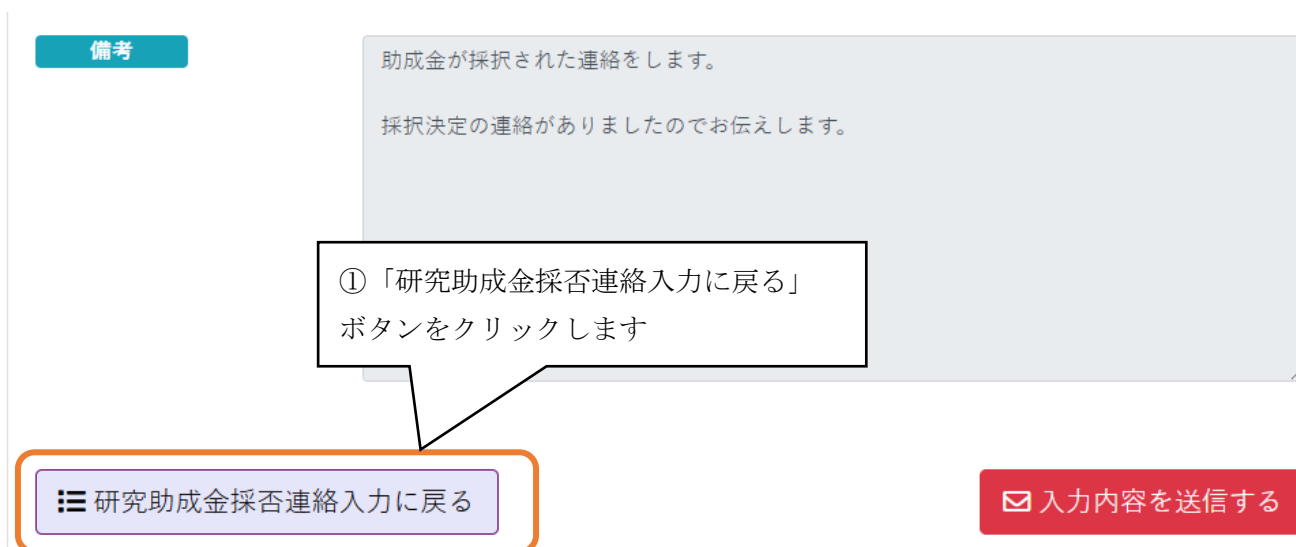 備考
助成金が採択された連絡をします。
採択決定の連絡がありましたのでお伝えします。
①「研究助成金採否連絡入力に戻る」
ボタンをクリックします
研究助成金採否連絡入力に戻る
入力内容を送信する